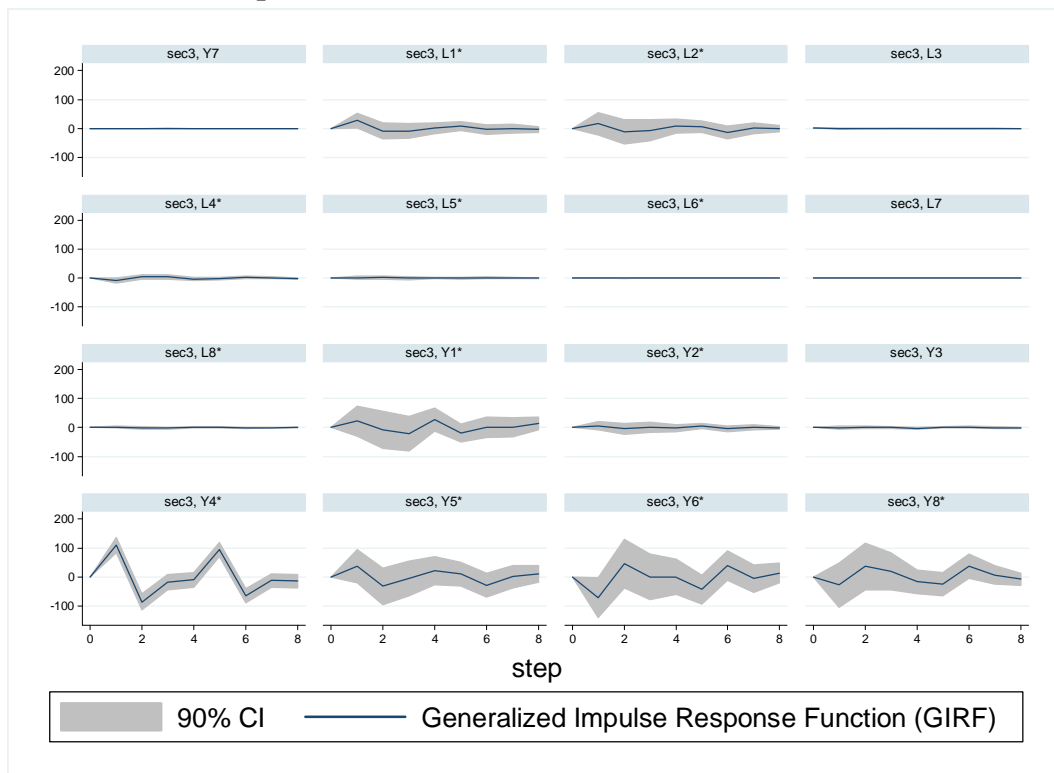 sec3, Y7 sec3, L1* sec3, L2* sec3, L3
200
100
0
-100
sec3, L4* sec3, L5* sec3, L6* sec3, L7
200
100
0
-100
sec3, L8* sec3, Y1* sec3, Y2* sec3, Y3
200
100
0
-100
sec3, Y4* sec3, Y5* sec3, Y6* sec3, Y8*
200
100
0
-100
0 2 4 6 8 0 2 4 6 8 0 2 4 6 8 0 2 4 6 8
step
90% CI Generalized Impulse Response Function (GIRF)